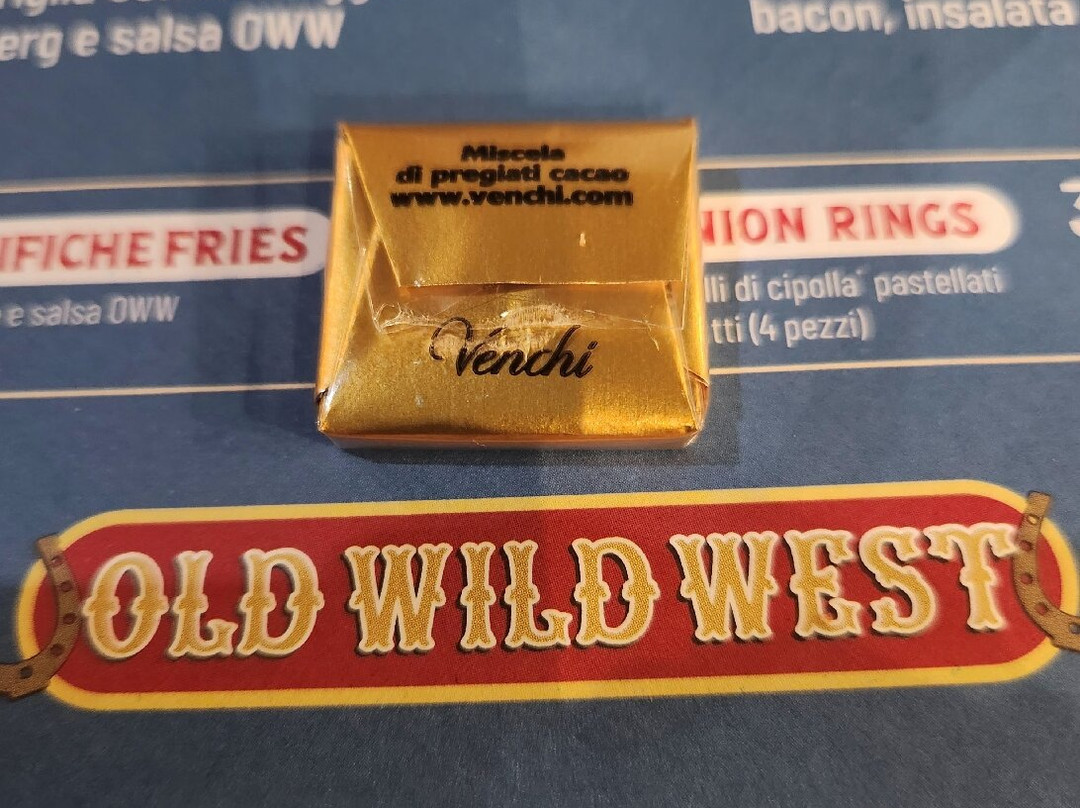 erg e salsa OWW
bacon, insalata
Miscela
di pregiati cacao
www.venchi.com
Venchi
IFICHE FRIES
e salsa OWW
NION RINGS
lli di cipolla pastellati
tti (4 pezzi)
OLD WILD WEST